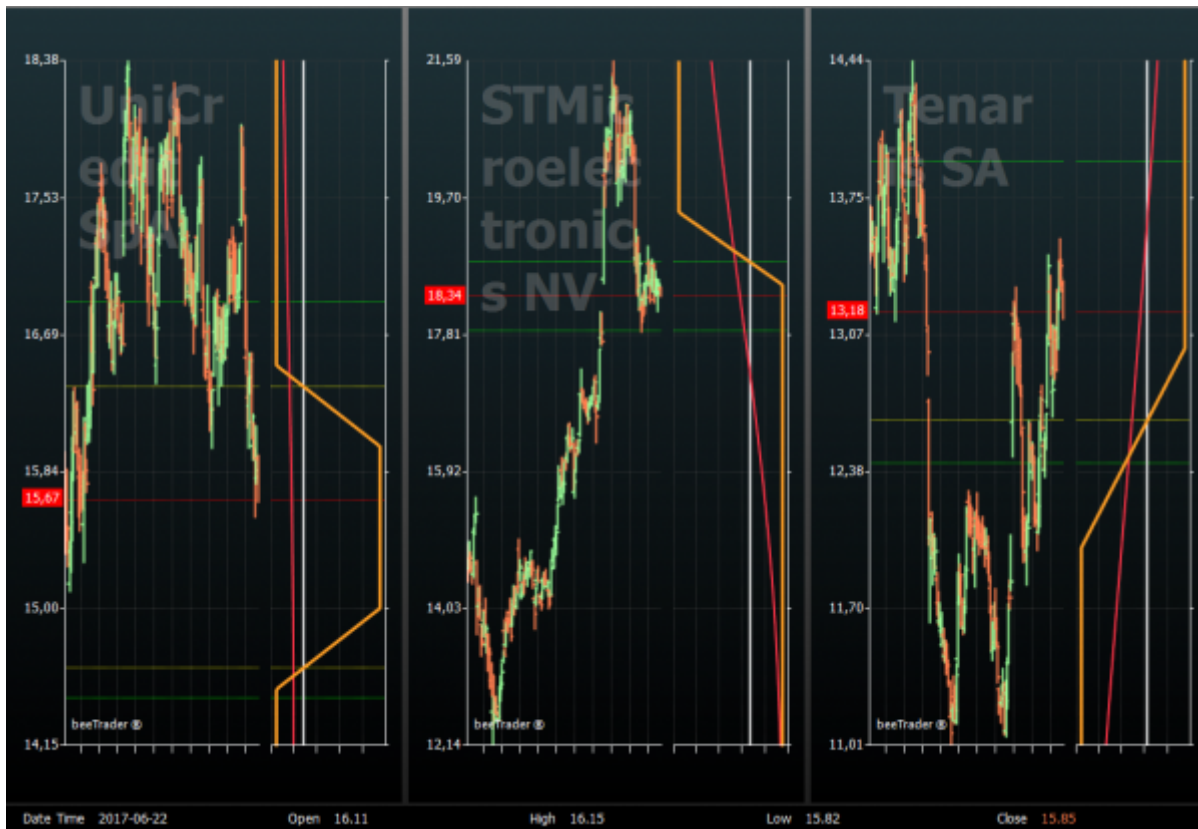 18,38
17,53
16,69
15,84
15,67
15,00
14,15
UniCr
edit
SpA
beeTrader ®
21,59
19,70
18,34
17,81
15,92
14,03
12,14
STMic
roelec
tronic
s NV
beeTrader ®
14,44
13,75
13,18
13,07
12,38
11,70
11,01
Tenar
is SA
beeTrader ®
Date Time 2017-06-22 Open 16.11 High 16.15 Low 15.82 Close 15.85